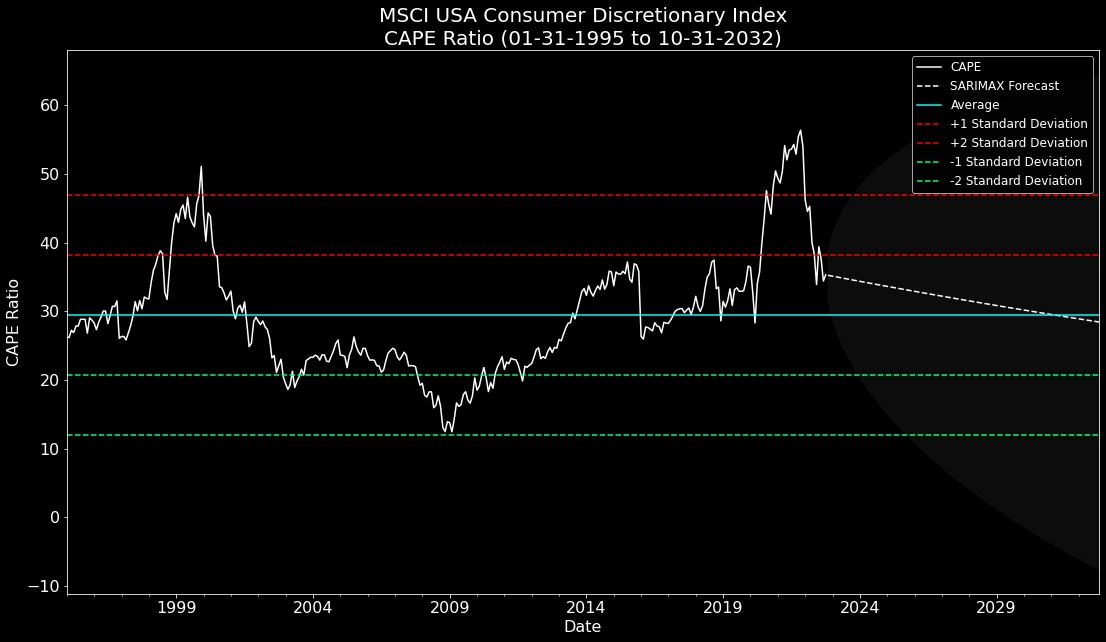 MSCI USA Consumer Discretionary Index
CAPE Ratio (01-31-1995 to 10-31-2032)
CAPE
SARIMAX Forecast
Average
+1 Standard Deviation
+2 Standard Deviation
-1 Standard Deviation
-2 Standard Deviation
CAPE Ratio
60
50
40
30
20
10
0
−10
1999 2004 2009 2014 2019 2024 2029
Date